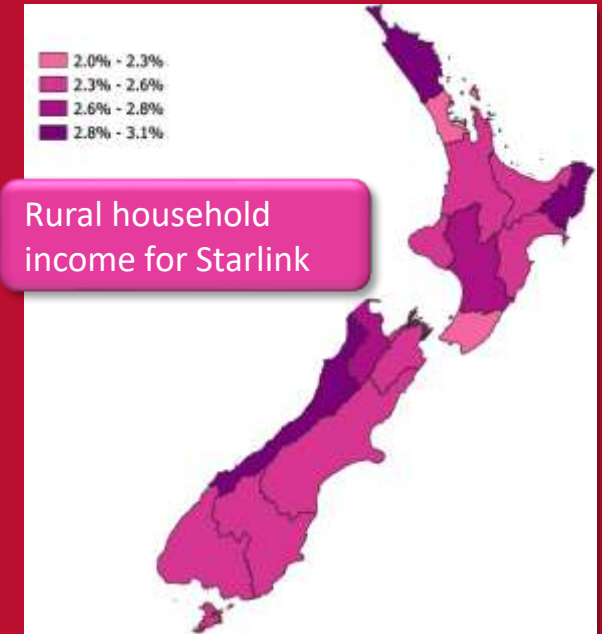 2.0% - 2.3%
2.3% - 2.6%
2.6% - 2.8%
2.8% - 3.1%
Rural household
income for Starlink